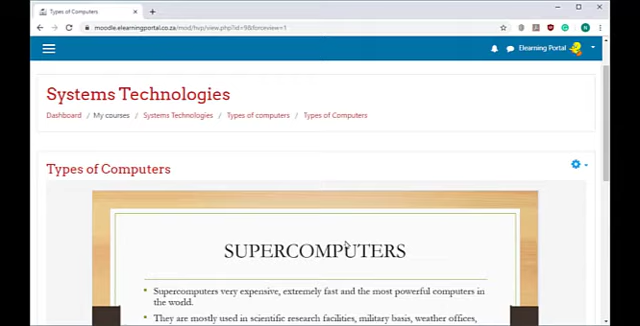 Types of Computers
moodle.elearningportal.co.za/mod/hvp/view.php?id=98&forceview=1
Elearning Portal
Systems Technologies
Dashboard / My courses / Systems Technologies / Types of computers / Types of Computers
Types of Computers
SUPERCOMPUTERS
• Supercomputers very expensive, extremely fast and the most powerful computers in
the world.
• They are mostly used in scientific research facilities, military basis, weather offices,